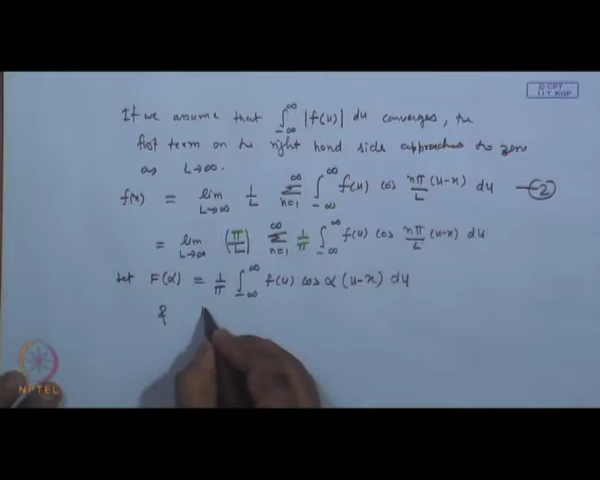 © CET
I.I.T. KGP
If we assume that ∫_{-∞}^{∞} |f(u)| du converges, the
first term on the right hand side approaches to zero
as L→∞.
f(x) = lim_{L→∞} 1/L Σ_{n=1}^{∞} ∫_{-∞}^{∞} f(u) cos nπ/L (u-x) du —(2)
= lim_{L→∞} (π/L) Σ_{n=1}^{∞} 1/π ∫_{-∞}^{∞} f(u) cos nπ/L (u-x) du.
Let F(α) = 1/π ∫_{-∞}^{∞} f(u) cos α (u-x) du
&
NPTEL